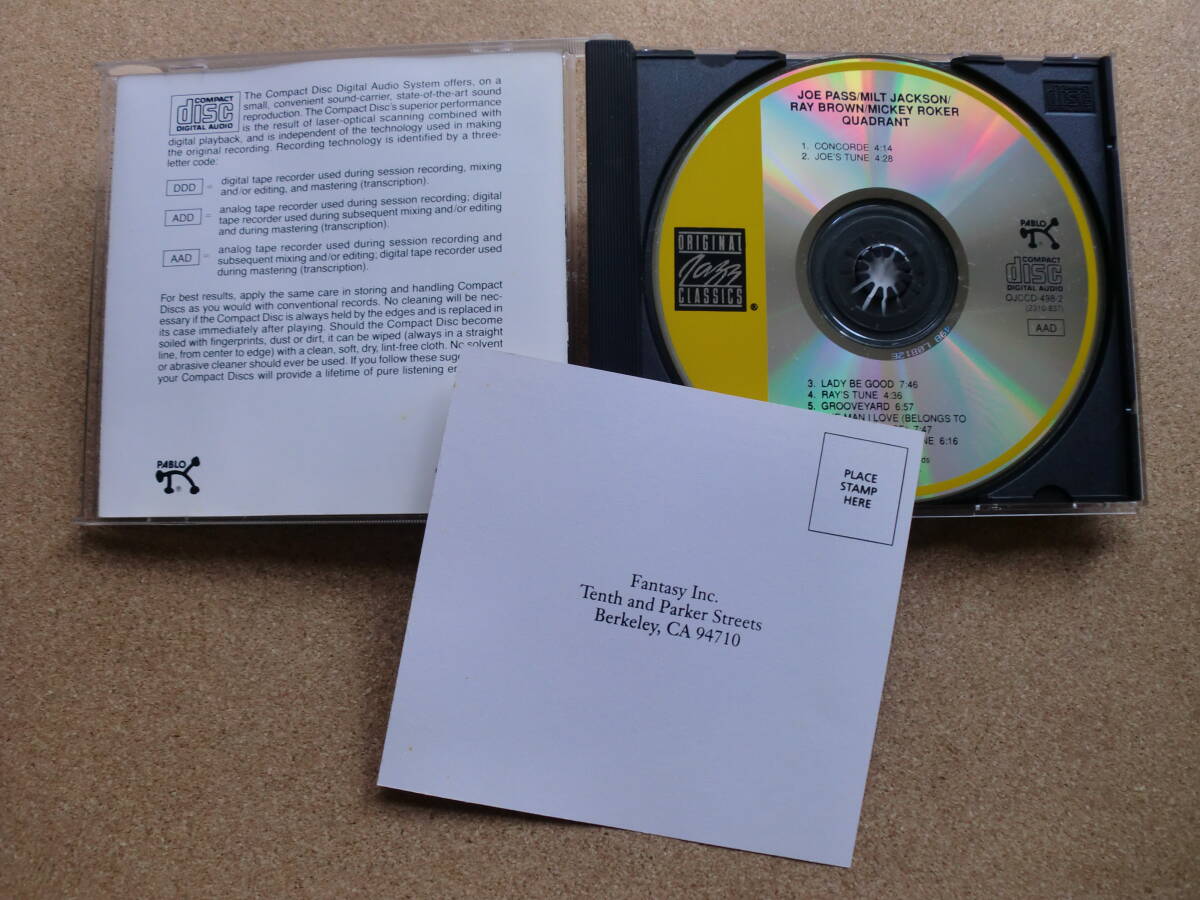 COMPACT
disc
DIGITAL AUDIO
The Compact Disc Digital Audio System offers, on a
small, convenient sound-carrier, state-of-the-art sound
reproduction. The Compact Disc's superior performance
is the result of laser-optical scanning combined with
digital playback, and is independent of the technology used in making
the original recording. Recording technology is identified by a three-
letter code:
DDD = digital tape recorder used during session recording, mixing
and/or editing, and mastering (transcription).
ADD = analog tape recorder used during session recording; digital
tape recorder used during subsequent mixing and/or editing
and during mastering (transcription).
AAD = analog tape recorder used during session recording and
subsequent mixing and/or editing; digital tape recorder used
during mastering (transcription).
For best results, apply the same care in storing and handling Compact
Discs as you would with conventional records. No cleaning will be nec-
essary if the Compact Disc is always held by the edges and is replaced in
its case immediately after playing. Should the Compact Disc become
soiled with fingerprints, dust or dirt, it can be wiped (always in a straight
line, from center to edge) with a clean, soft, dry, lint-free cloth. No solvent
or abrasive cleaner should ever be used. If you follow these
your Compact Discs will provide a lifetime of pure listening
PABLO
®
JOE PASS/MILT JACKSON/
RAY BROWN/MICKEY ROKER
QUADRANT
1. CONCORDE 4:14
2. JOE'S TUNE 4:28
ORIGINAL
Jazz
CLASSICS
®
PABLO
COMPACT
disc
DIGITAL AUDIO
OJCCD-498-2
(2310-837)
AAD
3. LADY BE GOOD 7:46
4. RAY'S TUNE 4:36
5. GROOVEYARD 6:57
MAN I LOVE (BELONGS TO
7:47
6:16
PLACE
STAMP
HERE
Fantasy Inc.
Tenth and Parker Streets
Berkeley, CA 94710